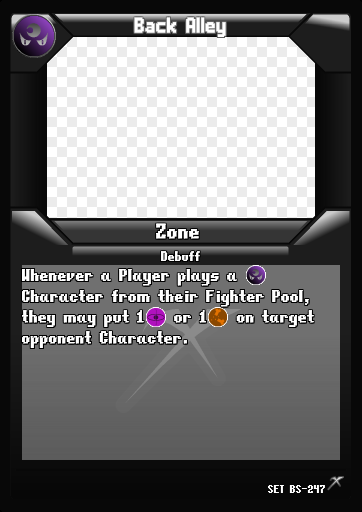 Back Alley
Zone
Debuff
Whenever a Player plays a
Character from their Fighter Pool,
they may put 1 or 1 on target
opponent Character.
SET BS-247